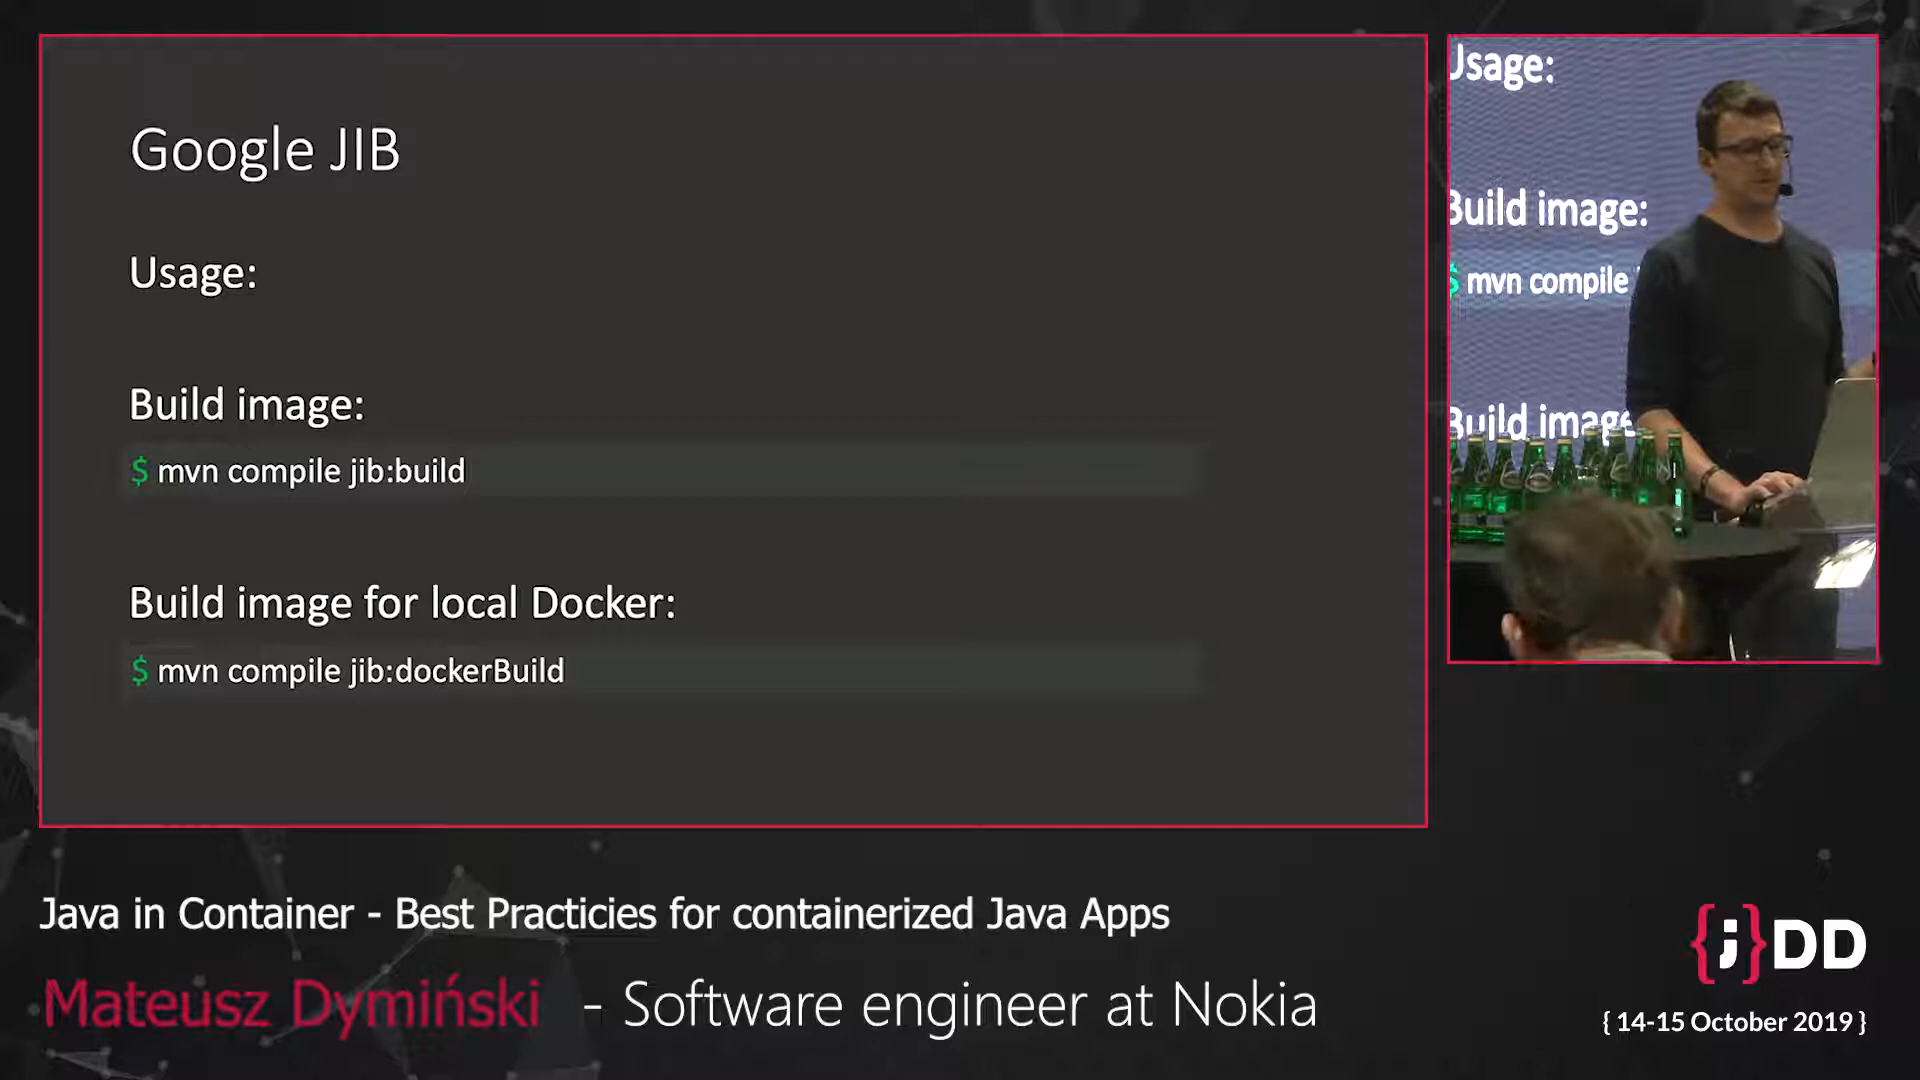 Google JIB
Usage:
Build image:
$ mvn compile jib:build
Build image for local Docker:
$ mvn compile jib:dockerBuild
Usage:
Build image:
$ mvn compile
Build image
Java in Container - Best Practicies for containerized Java Apps
Mateusz Dymiński - Software engineer at Nokia
{;}DD
{ 14-15 October 2019 }